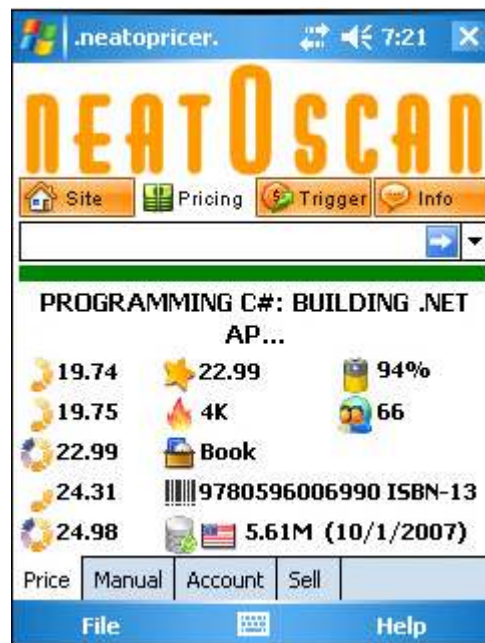 .neatopricer. 7:21
neatOscan
Site Pricing Trigger Info
PROGRAMMING C#: BUILDING .NET
AP...
19.74 22.99 94%
19.75 4K 66
22.99 Book
24.31 9780596006990 ISBN-13
24.98 5.61M (10/1/2007)
Price Manual Account Sell
File Help